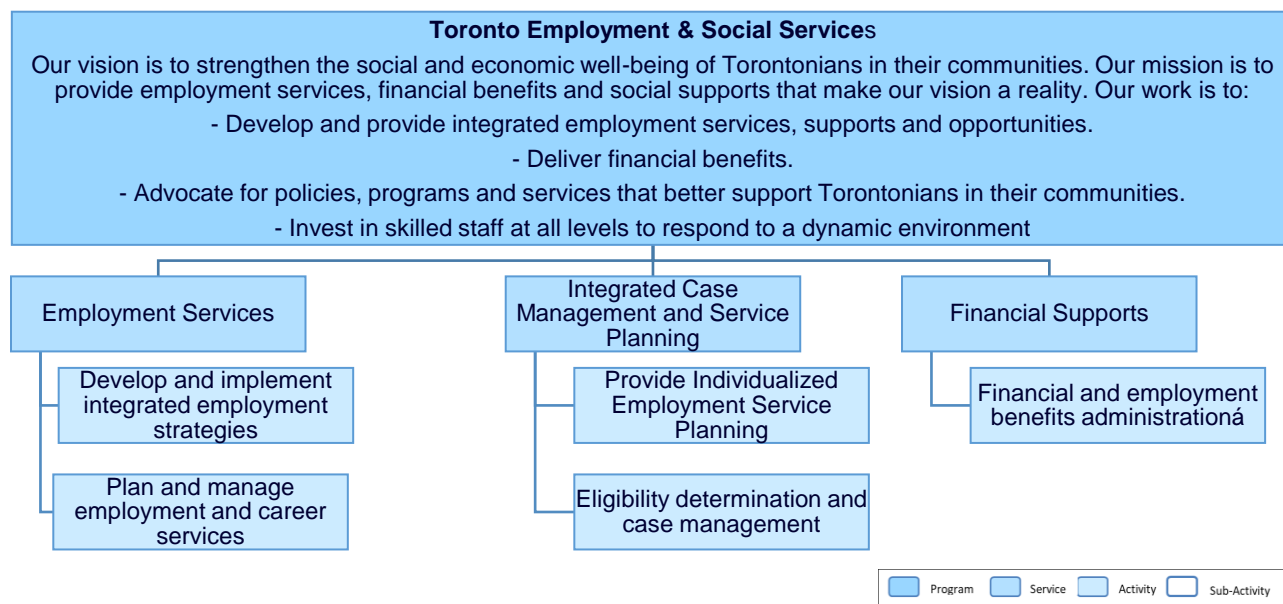 Toronto Employment & Social Services
Our vision is to strengthen the social and economic well-being of Torontonians in their communities. Our mission is to
provide employment services, financial benefits and social supports that make our vision a reality. Our work is to:
- Develop and provide integrated employment services, supports and opportunities.
- Deliver financial benefits.
- Advocate for policies, programs and services that better support Torontonians in their communities.
- Invest in skilled staff at all levels to respond to a dynamic environment
Employment Services
Develop and implement
integrated employment
strategies
Plan and manage
employment and career
services
Integrated Case
Management and Service
Planning
Provide Individualized
Employment Service
Planning
Eligibility determination and
case management
Financial Supports
Financial and employment
benefits administrationá
Program Service Activity Sub-Activity